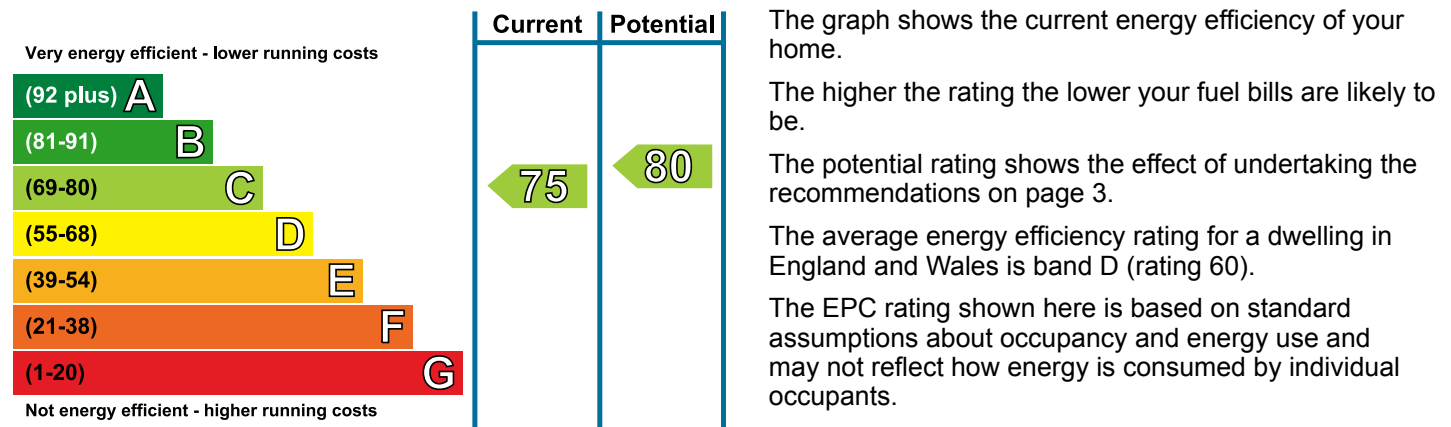 Current Potential
Very energy efficient - lower running costs
(92 plus) A
(81-91) B
(69-80) C
(55-68) D
(39-54) E
(21-38) F
(1-20) G
Not energy efficient - higher running costs
75
80
The graph shows the current energy efficiency of your
home.
The higher the rating the lower your fuel bills are likely to
be.
The potential rating shows the effect of undertaking the
recommendations on page 3.
The average energy efficiency rating for a dwelling in
England and Wales is band D (rating 60).
The EPC rating shown here is based on standard
assumptions about occupancy and energy use and
may not reflect how energy is consumed by individual
occupants.